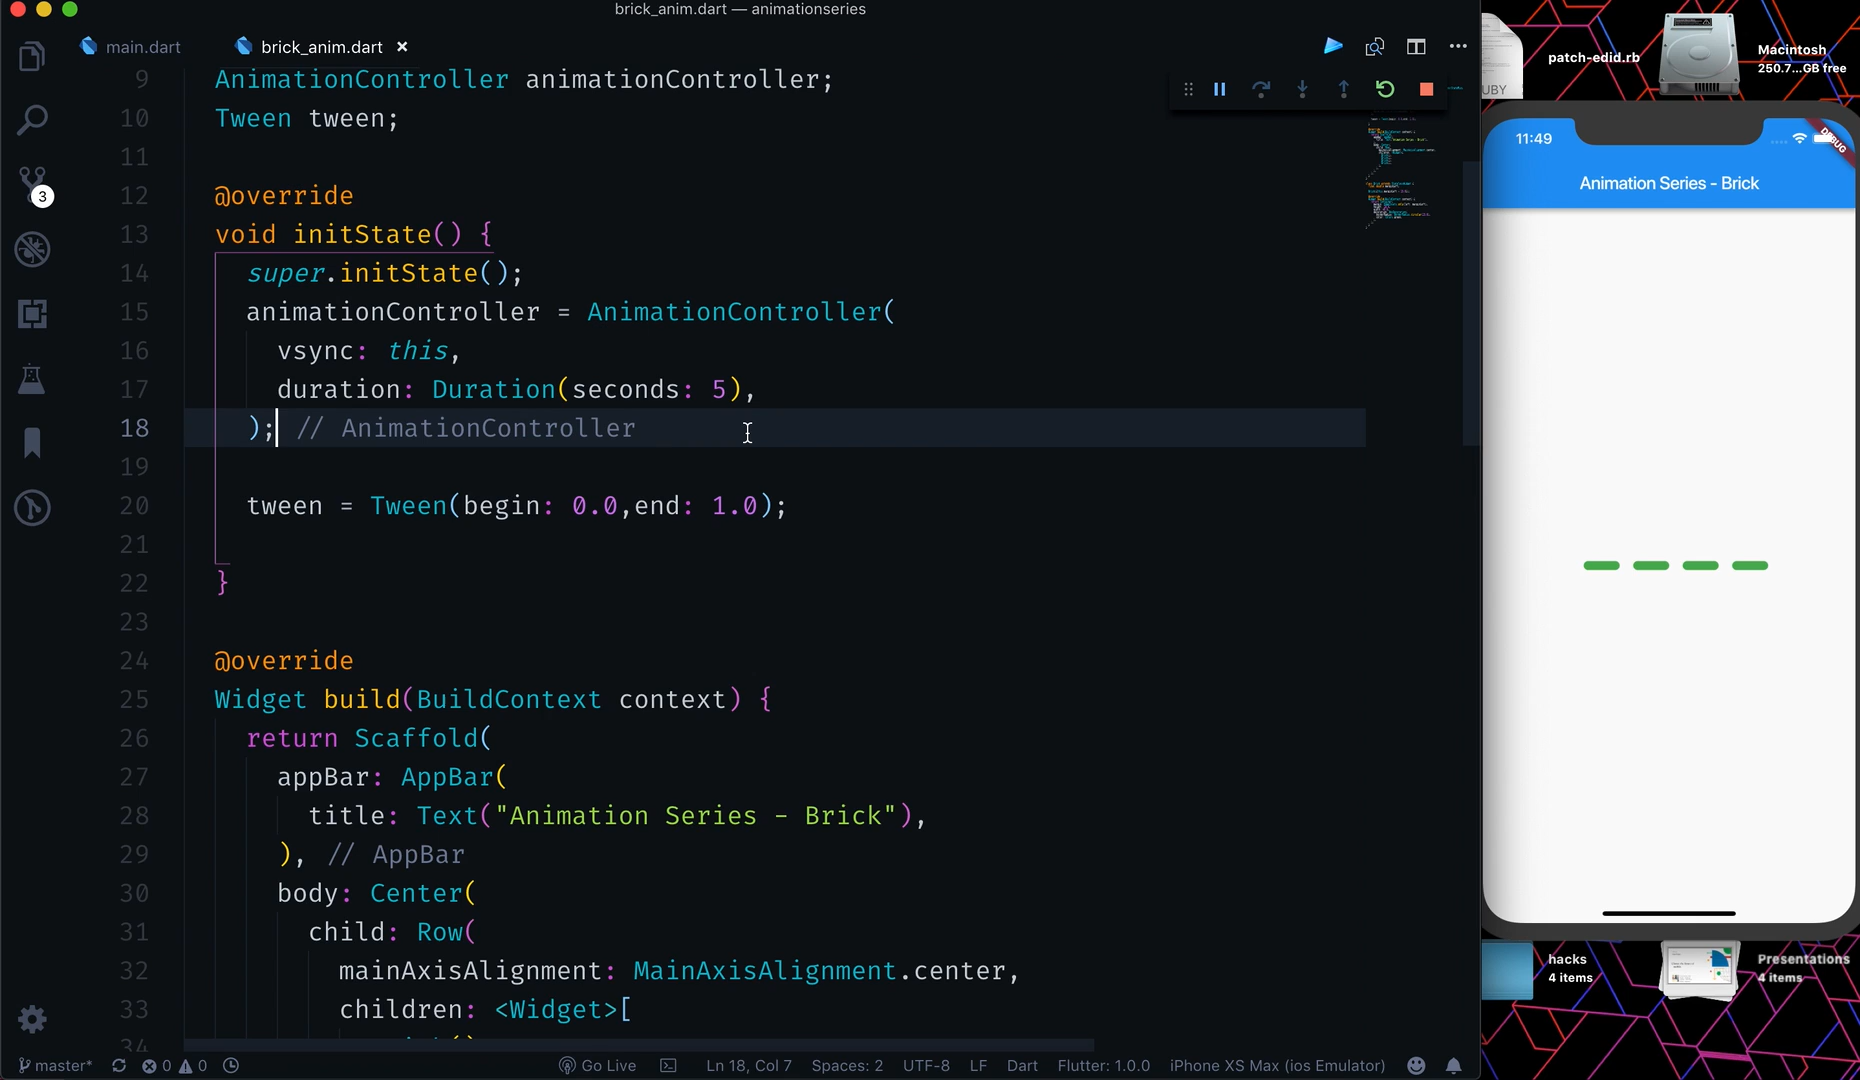 brick_anim.dart — animationseries
main.dart
brick_anim.dart ×
9 AnimationController animationController;
10 Tween tween;
11
12 @override
13 void initState() {
14 super.initState();
15 animationController = AnimationController(
16 vsync: this,
17 duration: Duration(seconds: 5),
18 ); // AnimationController
19
20 tween = Tween(begin: 0.0,end: 1.0);
21
22 }
23
24 @override
25 Widget build(BuildContext context) {
26 return Scaffold(
27 appBar: AppBar(
28 title: Text("Animation Series - Brick"),
29 ), // AppBar
30 body: Center(
31 child: Row(
32 mainAxisAlignment: MainAxisAlignment.center,
33 children: <Widget>[
34
3
master*
0
0
Go Live
Ln 18, Col 7
Spaces: 2
UTF-8
LF
Dart
Flutter: 1.0.0
iPhone XS Max (ios Emulator)
UBY
patch-edid.rb
Macintosh
250.7...GB free
11:49
DEBUG
Animation Series - Brick
hacks
4 items
Presentations
4 items